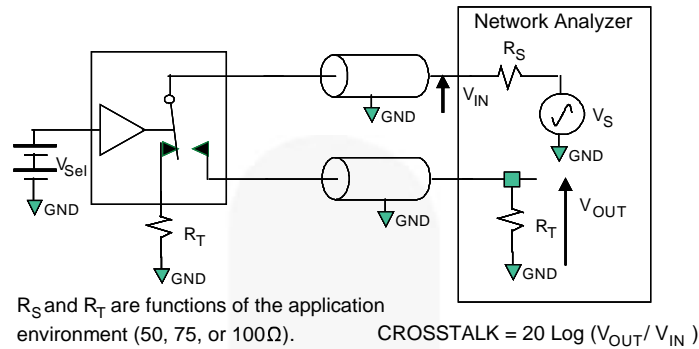 Network Analyzer
R_S
V_IN
GND
V_S
GND
V_Sel
GND
R_T
GND
GND
R_T
V_OUT
GND
R_S and R_T are functions of the application
environment (50, 75, or 100Ω).
CROSSTALK = 20 Log (V_OUT / V_IN )